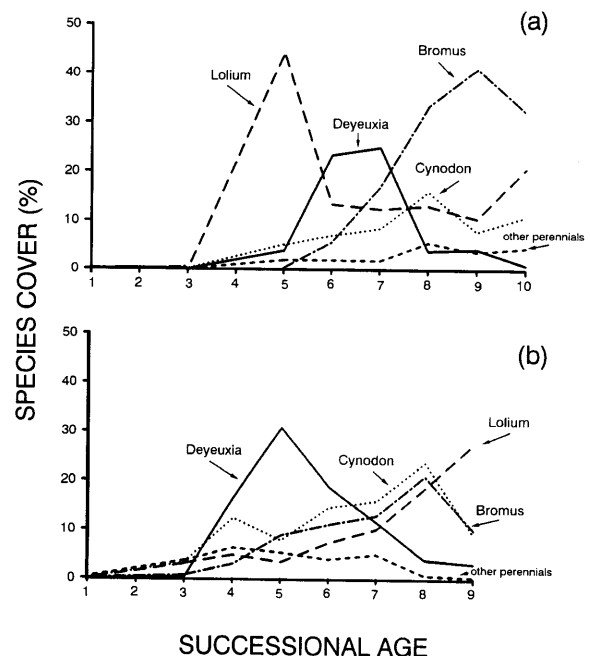 (a)
50
40
30
20
10
0
Lolium
Deyeuxia
Bromus
Cynodon
other perennials
1 2 3 4 5 6 7 8 9 10
SPECIES COVER (%)
(b)
50
40
30
20
10
0
Deyeuxia
Cynodon
Lolium
Bromus
other perennials
1 2 3 4 5 6 7 8 9
SUCCESSIONAL AGE